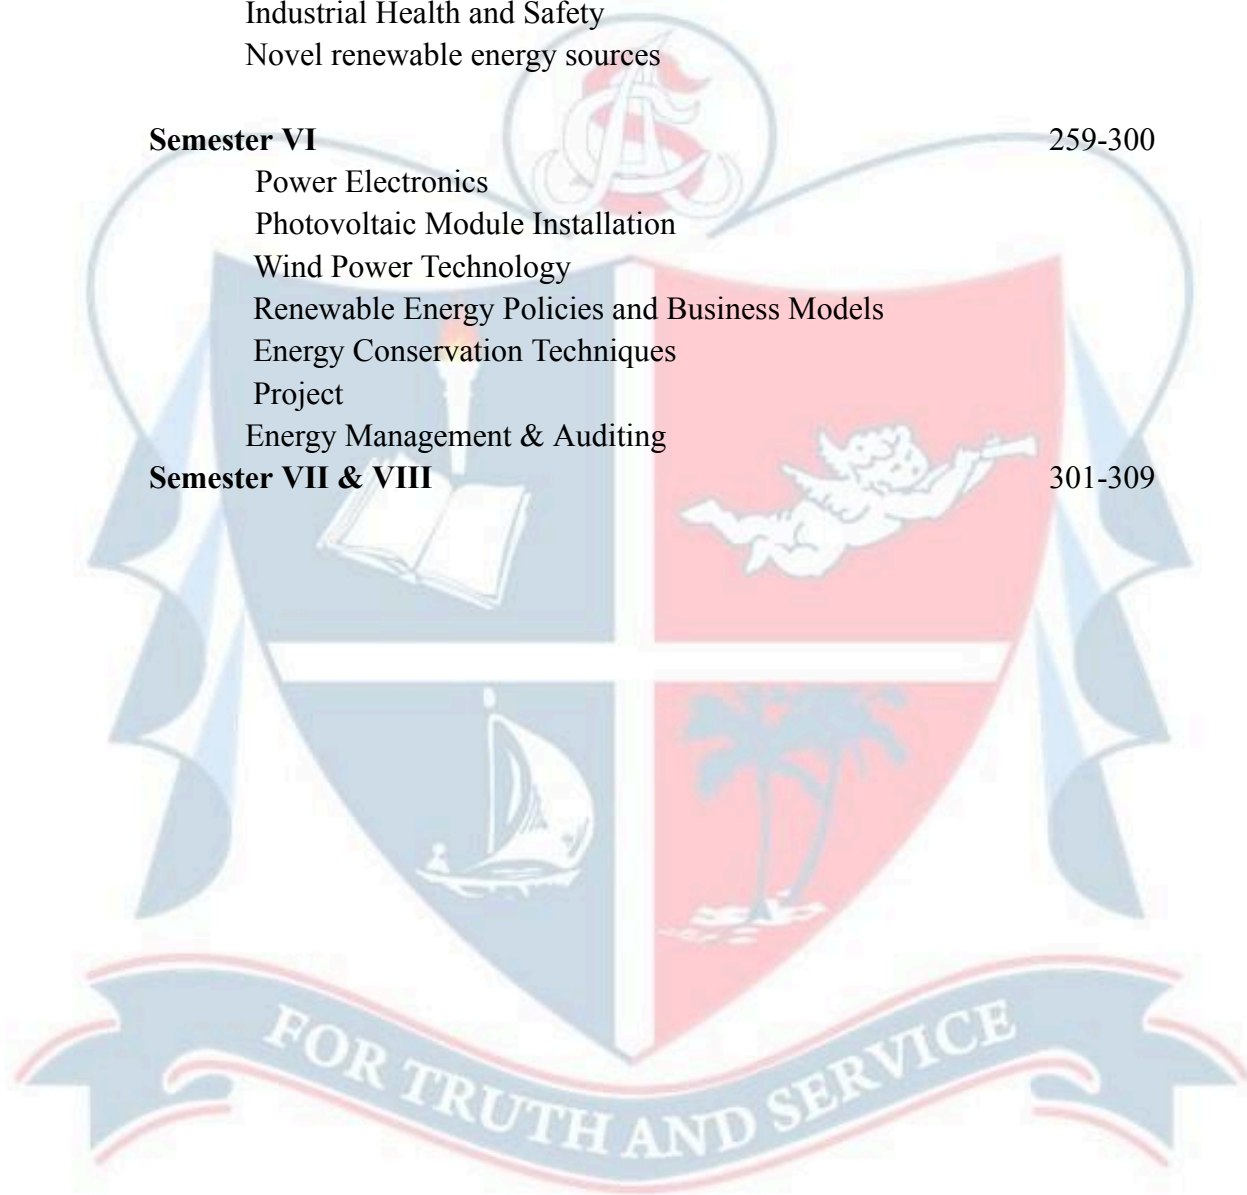 Industrial Health and Safety
Novel renewable energy sources
Semester VI 259-300
Power Electronics
Photovoltaic Module Installation
Wind Power Technology
Renewable Energy Policies and Business Models
Energy Conservation Techniques
Project
Energy Management & Auditing
Semester VII & VIII 301-309
FOR TRUTH AND SERVICE